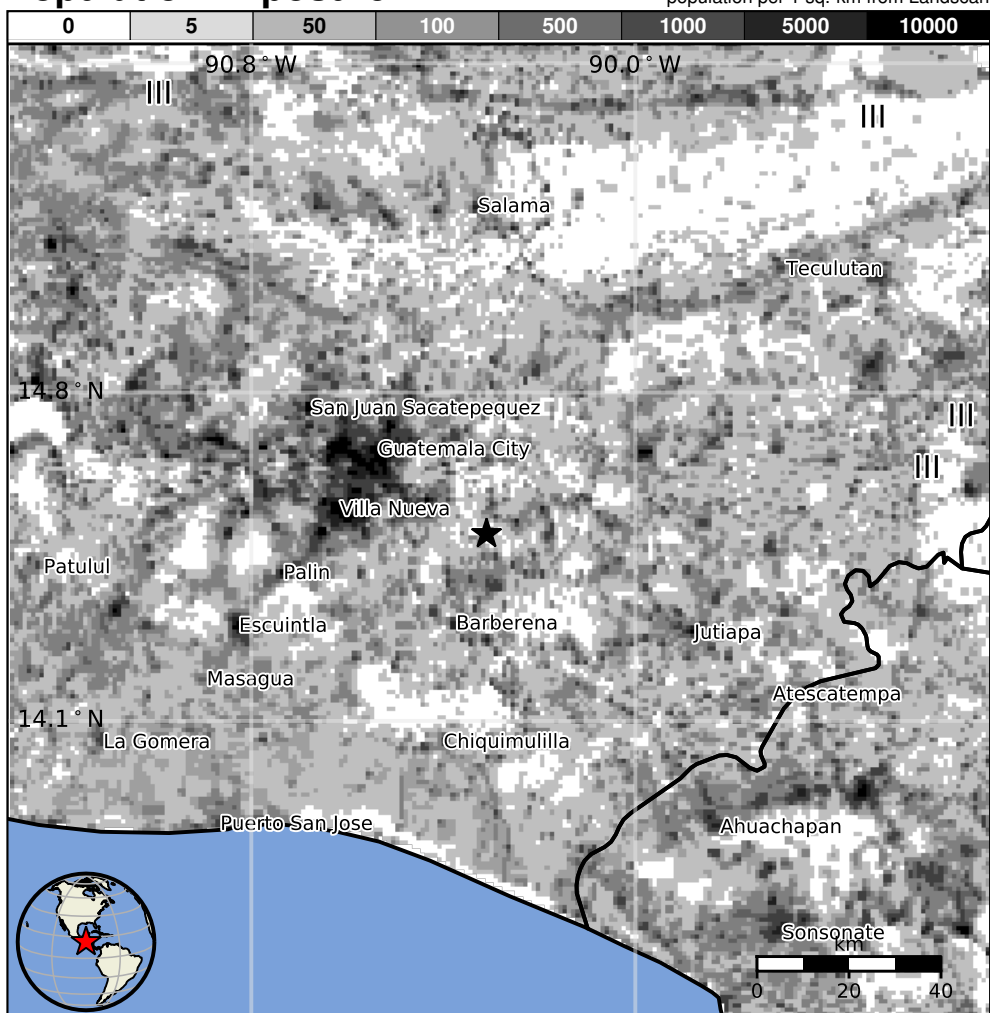 population per 1 sq. km from Landscan
0 5 50 100 500 1000 5000 10000
90.8°W 90.0°W
III
III
Salama
Teculutan
14.8°N
San Juan Sacatepequez
III
Guatemala City
III
Villa Nueva
Patulul
Palin
Escuintla
Barberena
Jutiapa
Masagua
Atescatempa
14.1°N
La Gomera
Chiquimulilla
Puerto San Jose
Ahuachapan
Sonsonate
km
0 20 40